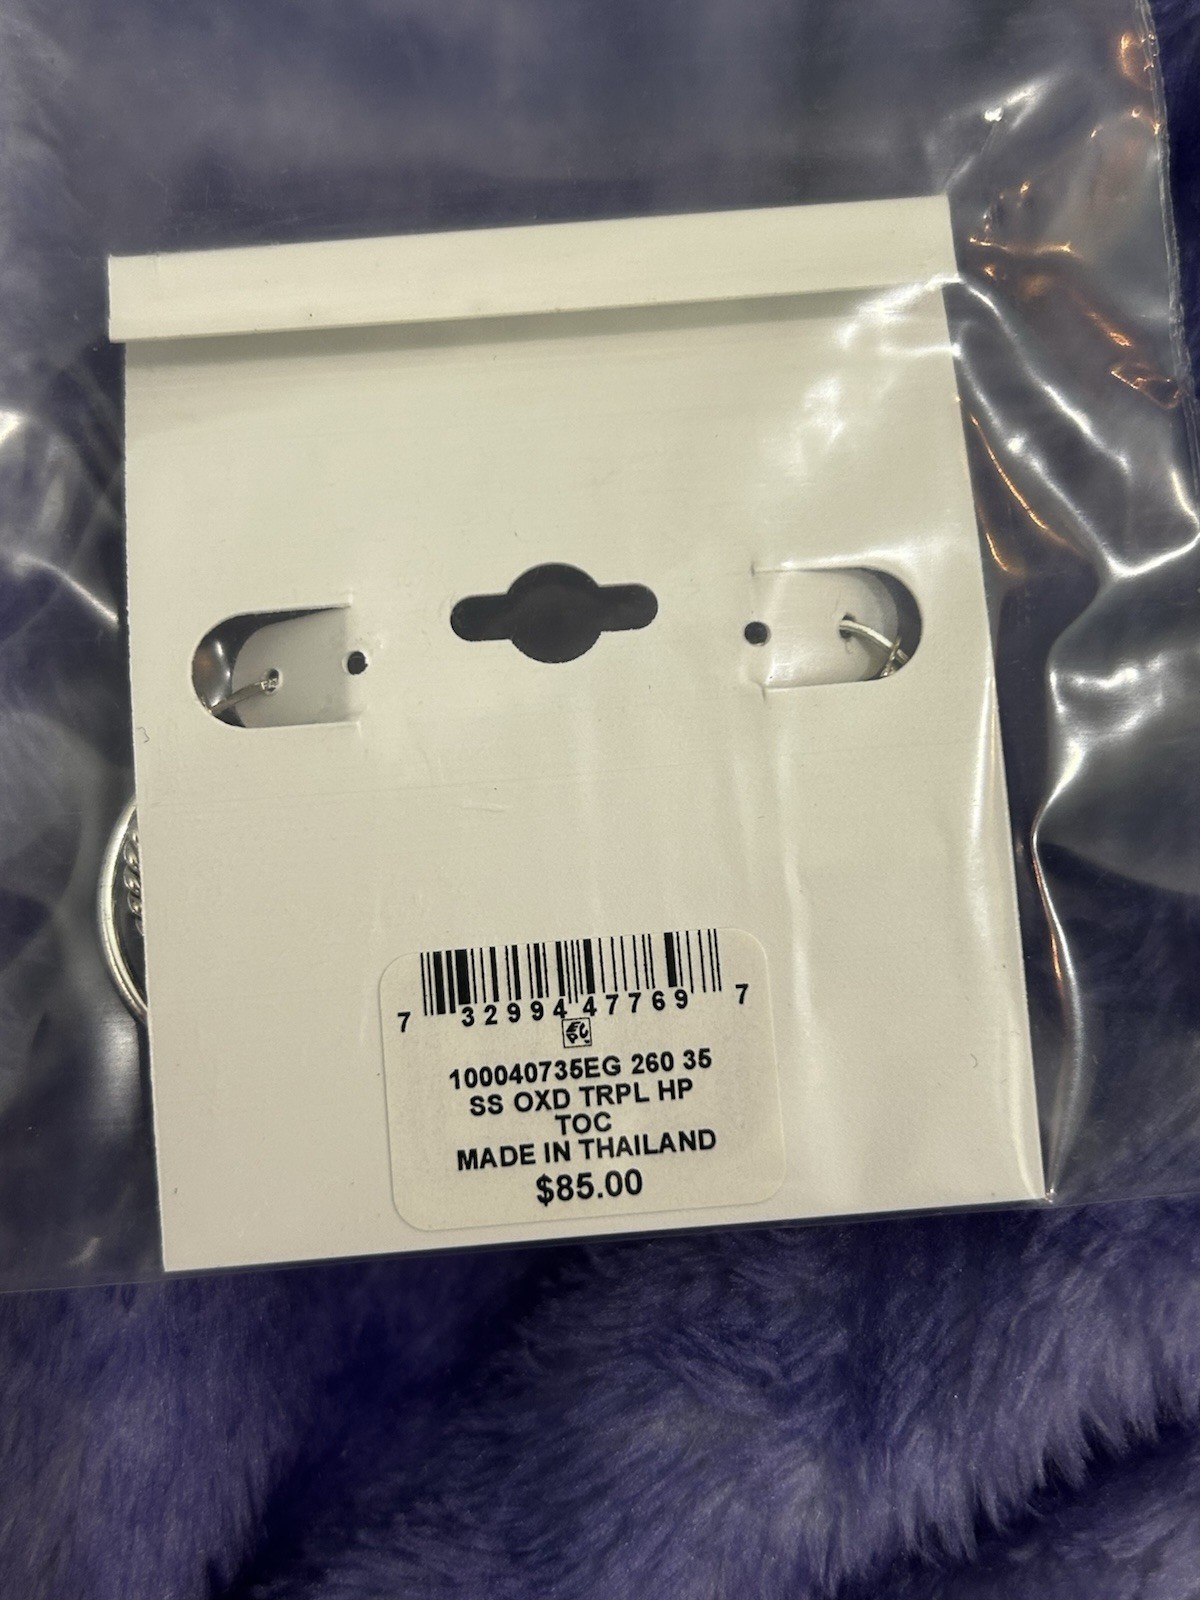 7 32994 47769 7
100040735EG 260 35
SS OXD TRPL HP
TOC
MADE IN THAILAND
$85.00